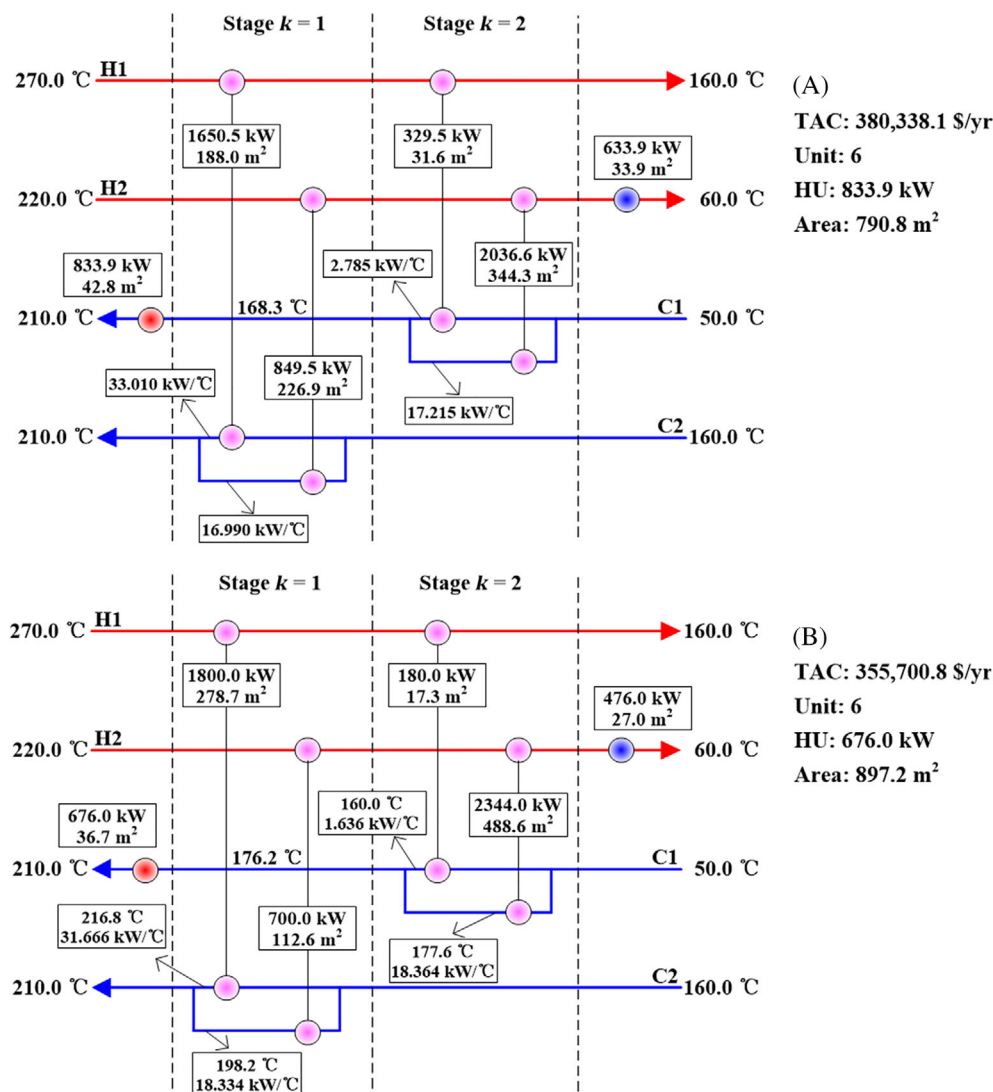 Stage k = 1
Stage k = 2
270.0 ℃
H1
160.0 ℃
(A)
TAC: 380,338.1 $/yr
Unit: 6
HU: 833.9 kW
Area: 790.8 m²
1650.5 kW
188.0 m²
329.5 kW
31.6 m²
633.9 kW
33.9 m²
220.0 ℃
H2
60.0 ℃
2036.6 kW
344.3 m²
833.9 kW
42.8 m²
2.785 kW/℃
168.3 ℃
C1
210.0 ℃
50.0 ℃
849.5 kW
226.9 m²
33.010 kW/℃
17.215 kW/℃
C2
210.0 ℃
160.0 ℃
16.990 kW/℃
Stage k = 1
Stage k = 2
270.0 ℃
H1
160.0 ℃
(B)
TAC: 355,700.8 $/yr
Unit: 6
HU: 676.0 kW
Area: 897.2 m²
1800.0 kW
278.7 m²
180.0 kW
17.3 m²
476.0 kW
27.0 m²
220.0 ℃
H2
60.0 ℃
676.0 kW
36.7 m²
160.0 ℃
1.636 kW/℃
2344.0 kW
488.6 m²
176.2 ℃
C1
210.0 ℃
50.0 ℃
216.8 ℃
31.666 kW/℃
700.0 kW
112.6 m²
177.6 ℃
18.364 kW/℃
C2
210.0 ℃
160.0 ℃
198.2 ℃
18.334 kW/℃